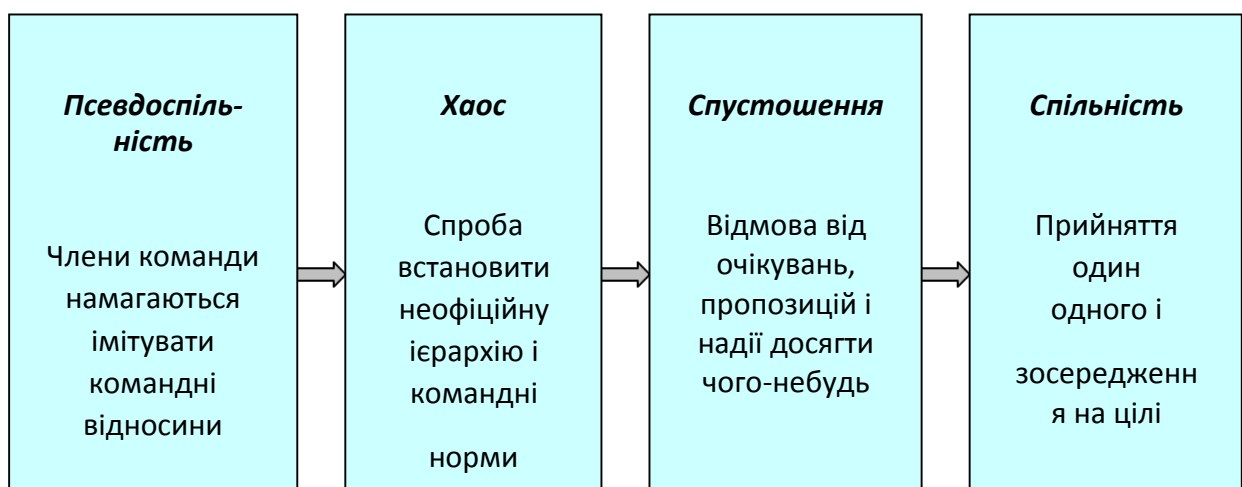 Псевдоспіль-
ність
Члени команди
намагаються
імітувати
командні
відносини
Хаос
Спроба
встановити
неофіційну
ієрархію і
командні
норми
Спустошення
Відмова від
очікувань,
пропозицій і
надії досягти
чого-небудь
Спільність
Прийняття
один
одного і
зосередженн
я на цілі